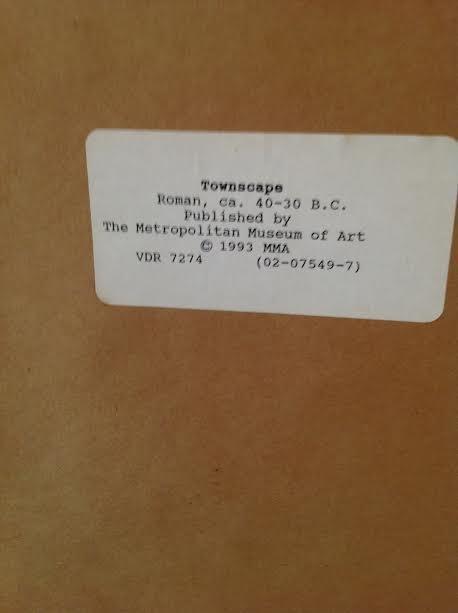 Townscape
Roman, ca. 40-30 B.C.
Published by
The Metropolitan Museum of Art
© 1993 MMA
VDR 7274 (02-07549-7)